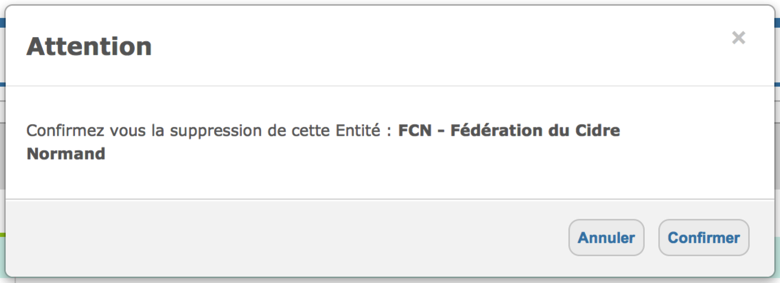 Attention
Confirmez vous la suppression de cette Entité : FCN - Fédération du Cidre
Normand
Annuler
Confirmer